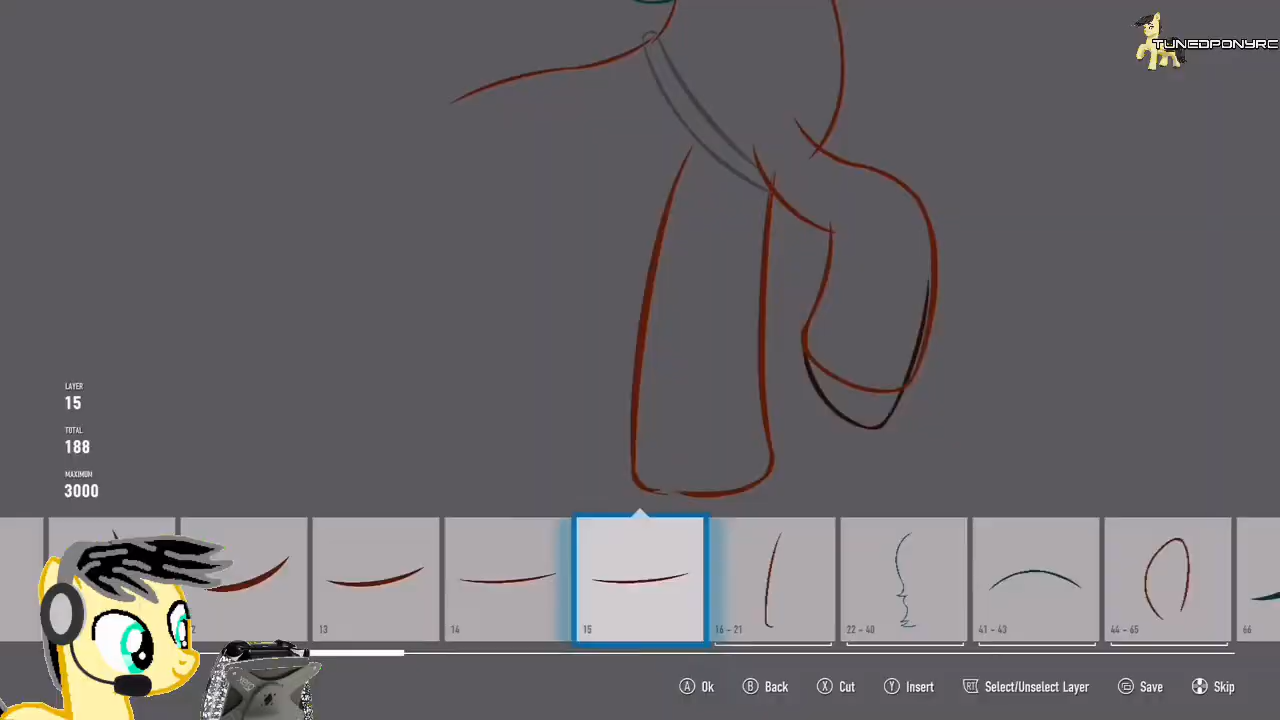 TUNEDPONYRC
LAYER
15
TOTAL
188
MAXIMUM
3000
13
14
15
16 - 21
22 - 40
41 - 43
44 - 65
66
A Ok
B Back
X Cut
Y Insert
RT Select/Unselect Layer
Save
Skip